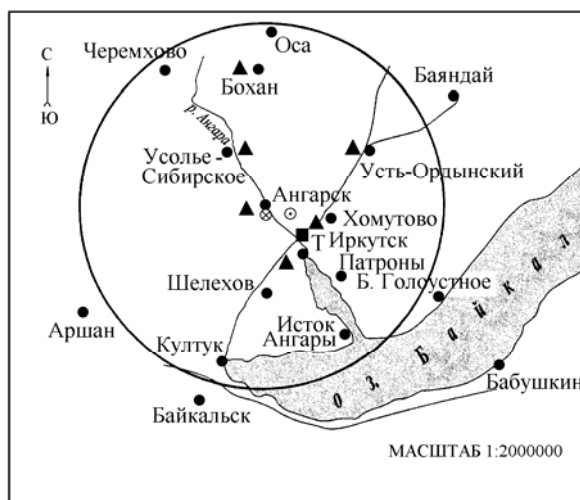 С
Ю
Оса
Черемхово
Бохан
Баяндай
р. Ангара
Усолье -
Сибирское
Усть-Ордынский
Ангарск
Хомутово
Т Иркутск
Патроны
Б. Голоустное
Шелехов
Исток
Ангары
Аршан
Култук
Байкальск
Бабушкин
оз. Байкал
МАСШТАБ 1:2000000